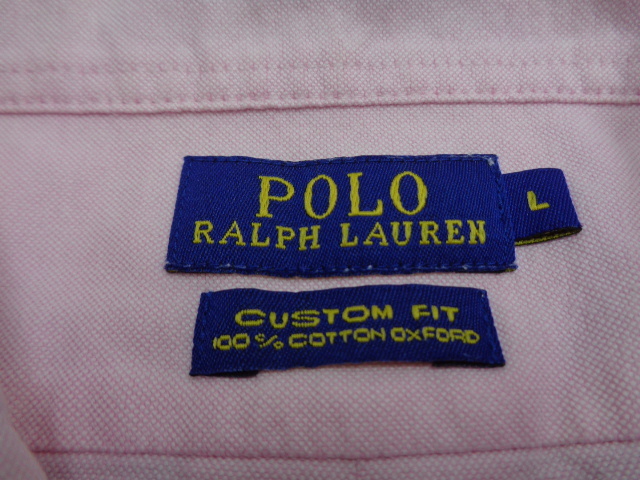 POLO
RALPH LAUREN
L
CUSTOM FIT
100% COTTON OXFORD